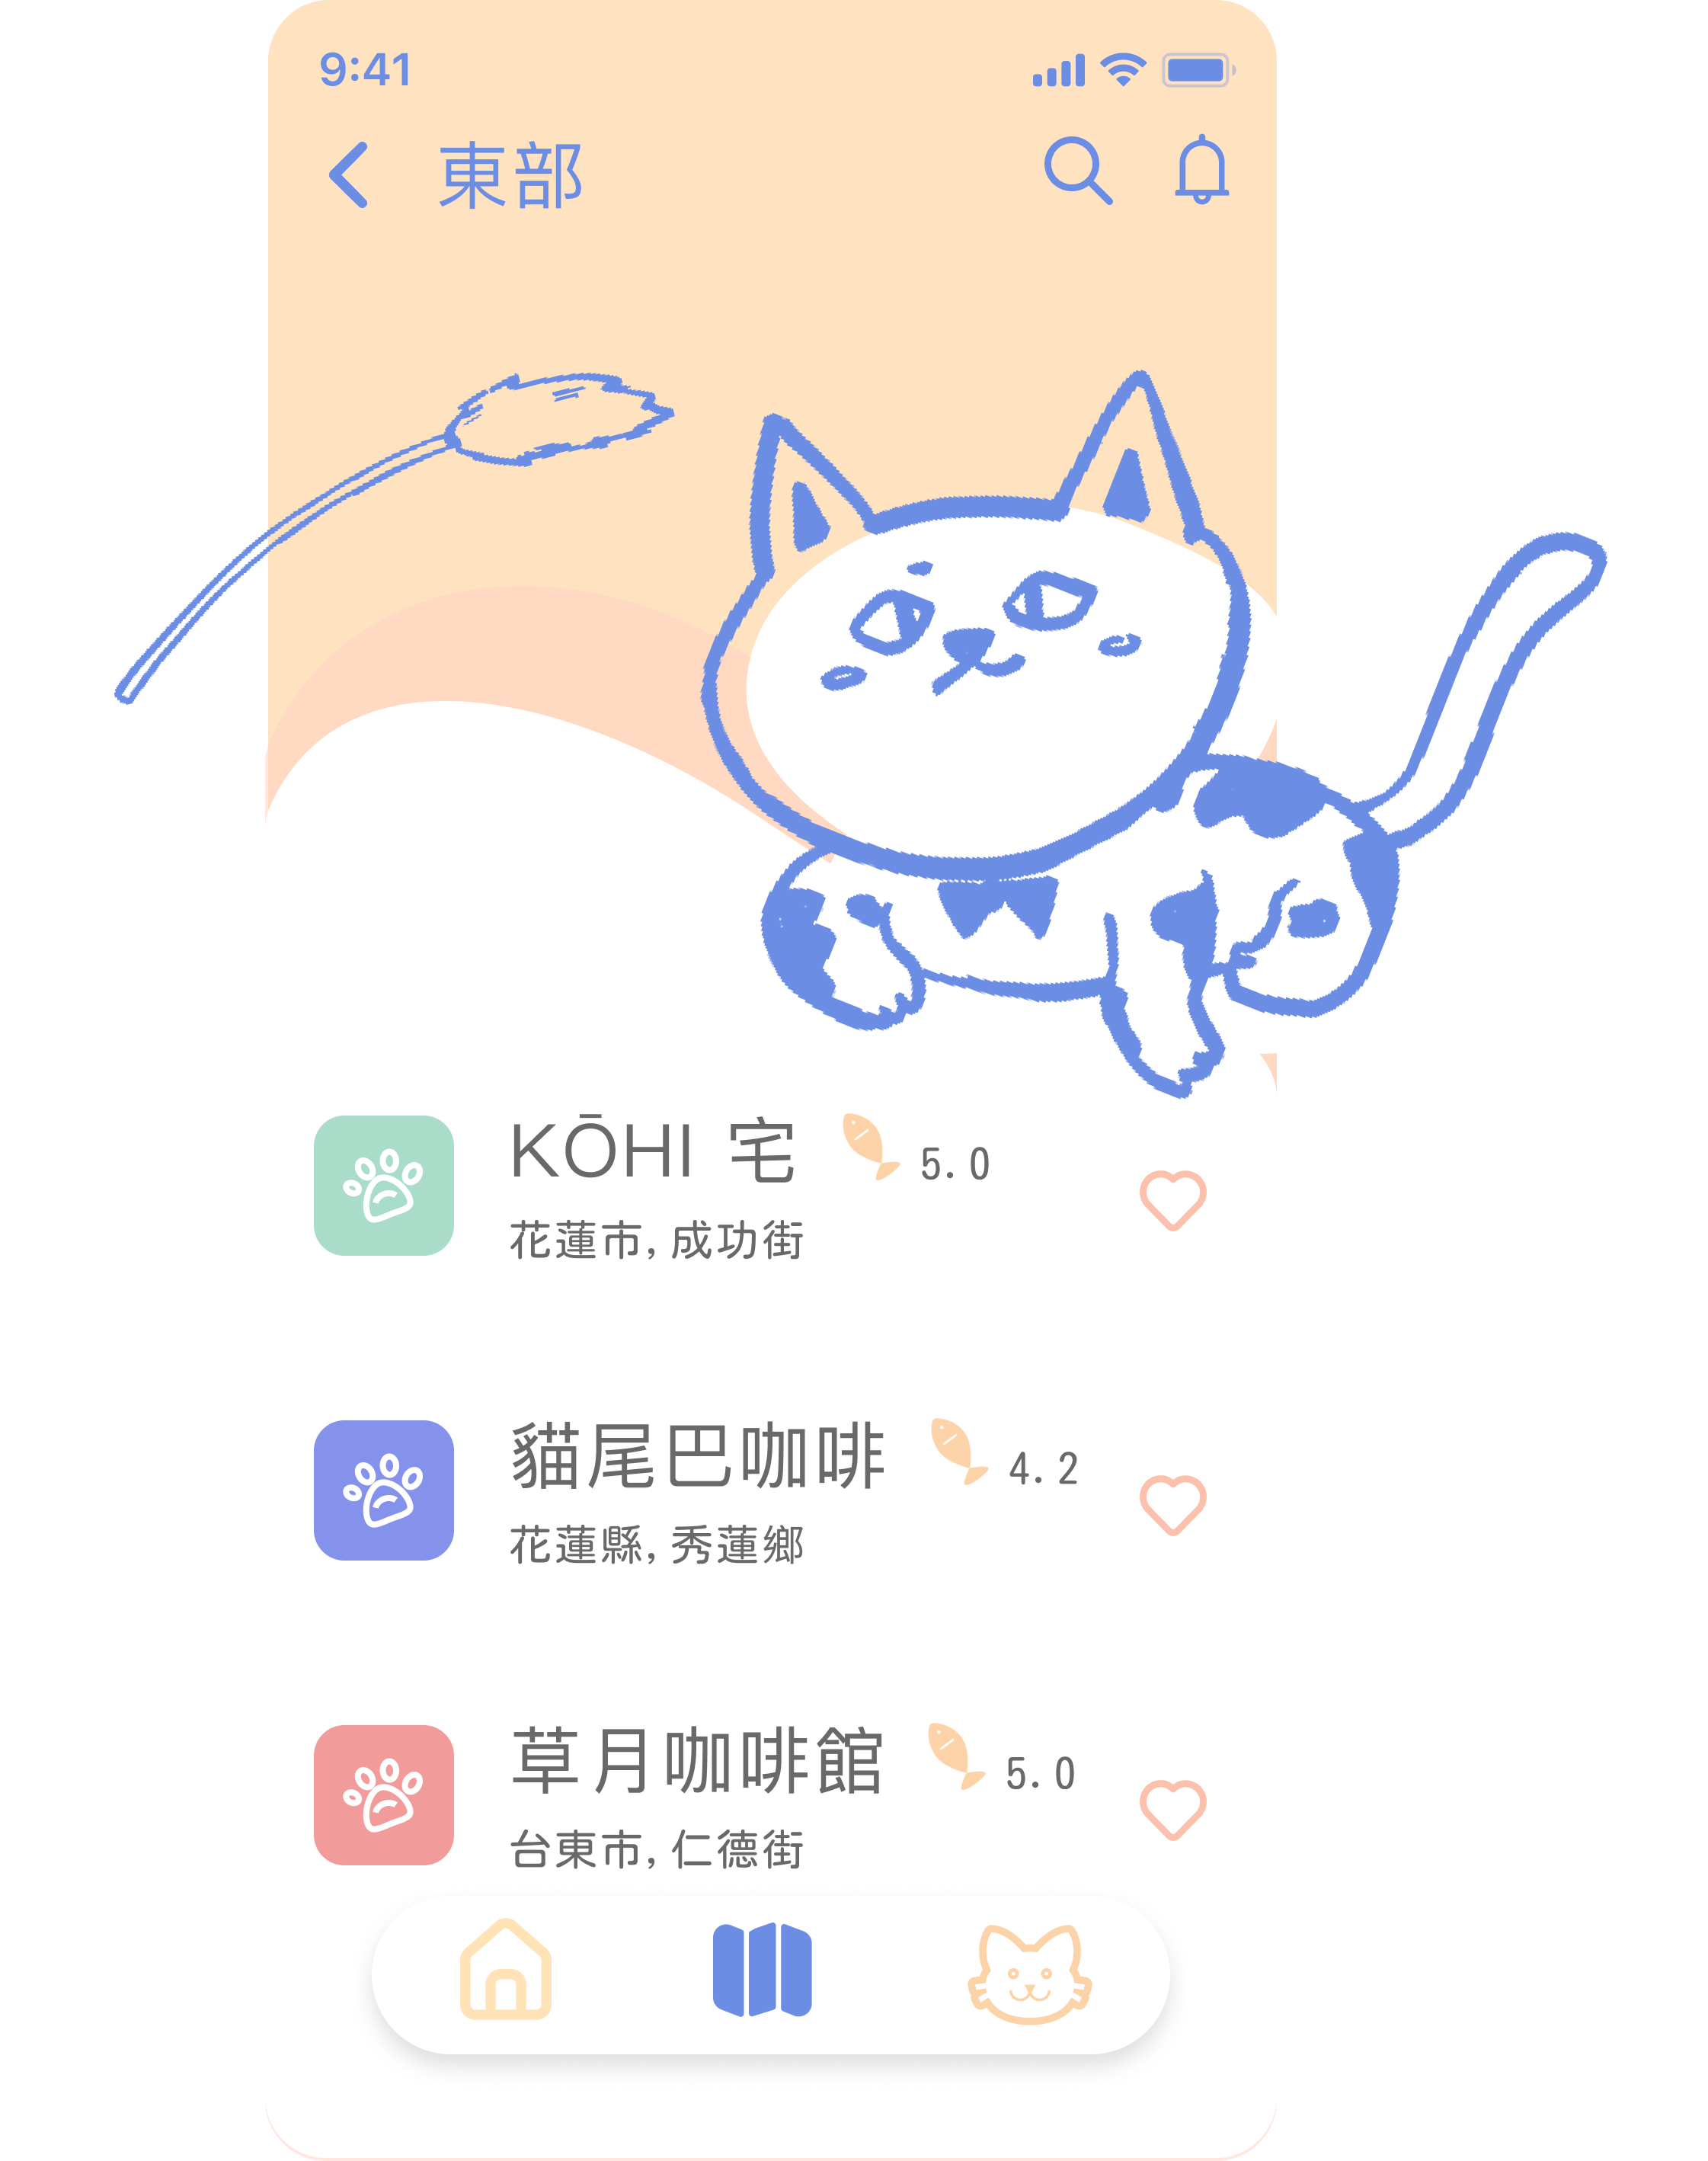 9:41
東部
KŌHI 宅 5.0
花蓮市, 成功街
貓尾巴咖啡 4.2
花蓮縣, 秀蓮鄉
草月咖啡館 5.0
台東市, 仁德街